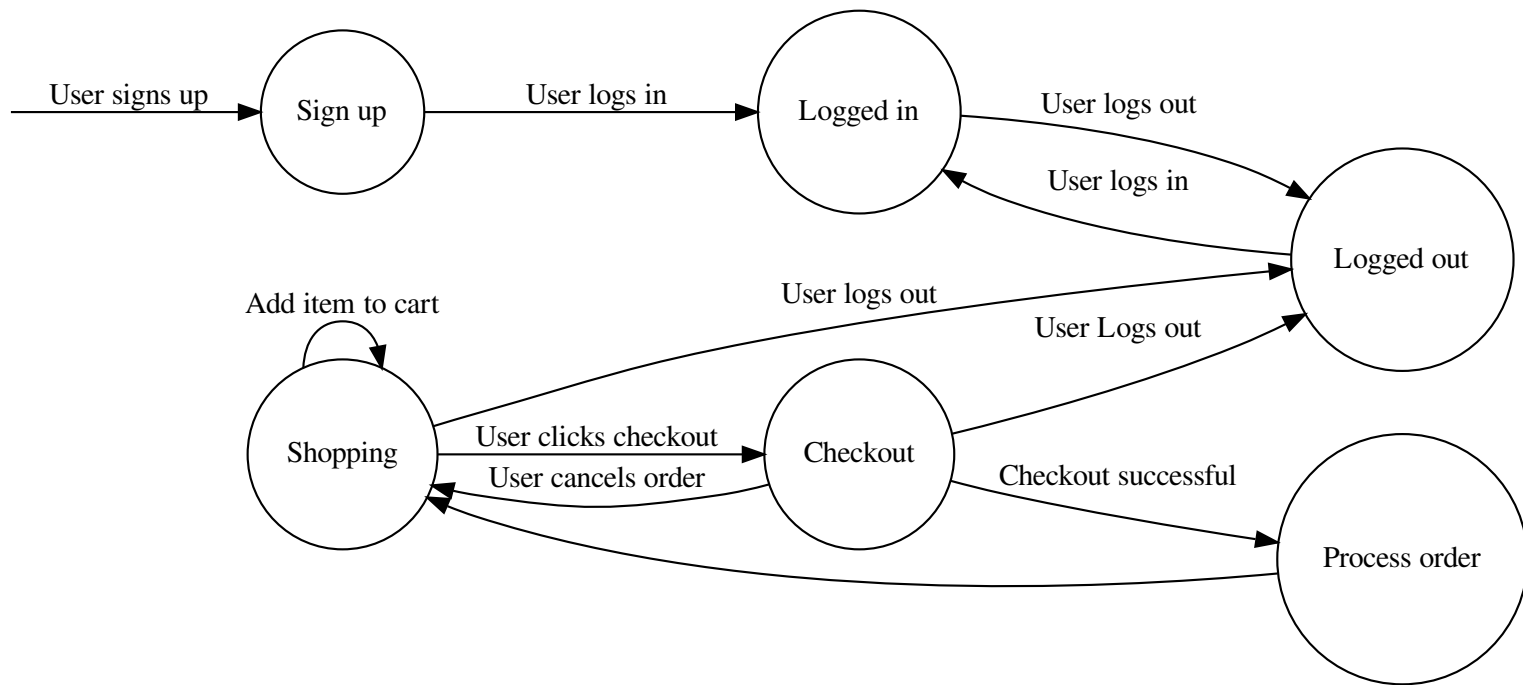 User signs up
Sign up
User logs in
Logged in
User logs out
User logs in
Logged out
Add item to cart
User logs out
User Logs out
Shopping
User clicks checkout
User cancels order
Checkout
Checkout successful
Process order